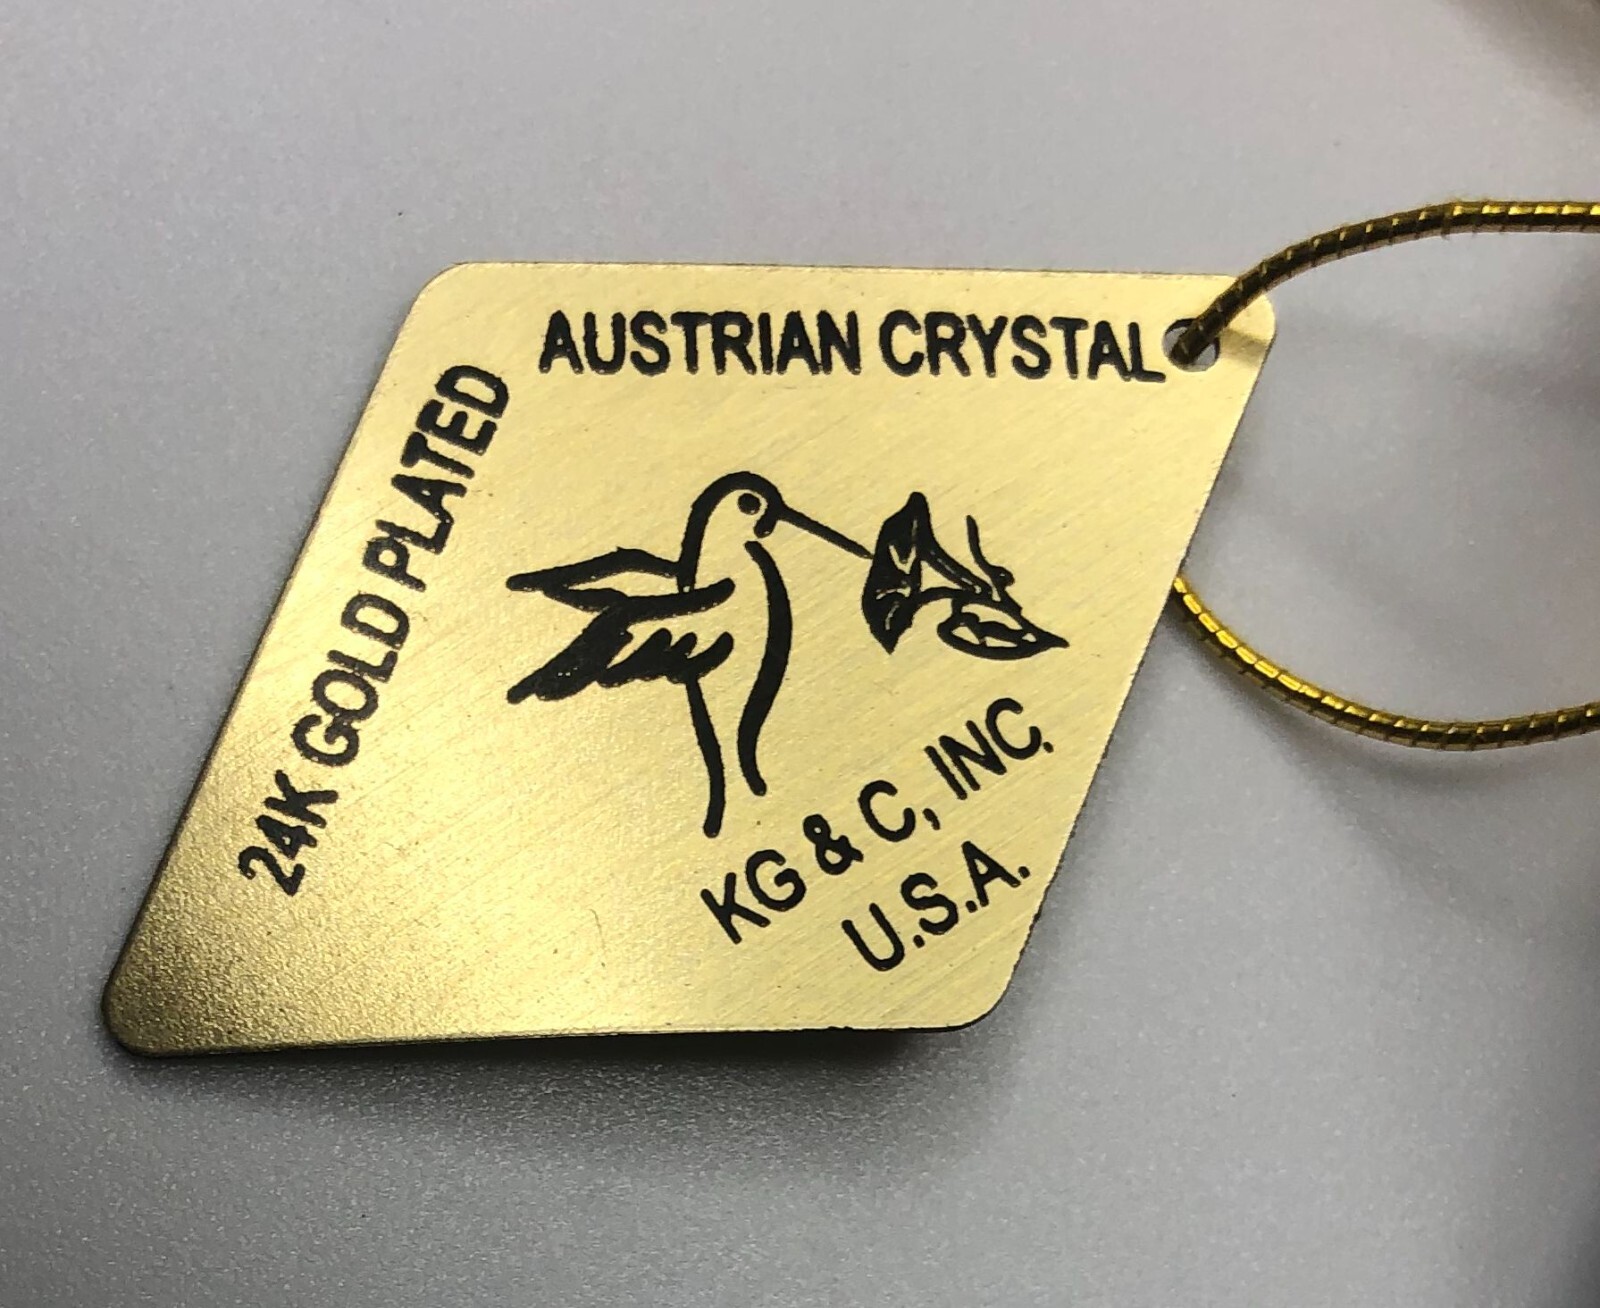 AUSTRIAN CRYSTAL
24K GOLD PLATED
KG & C, INC.
U.S.A.